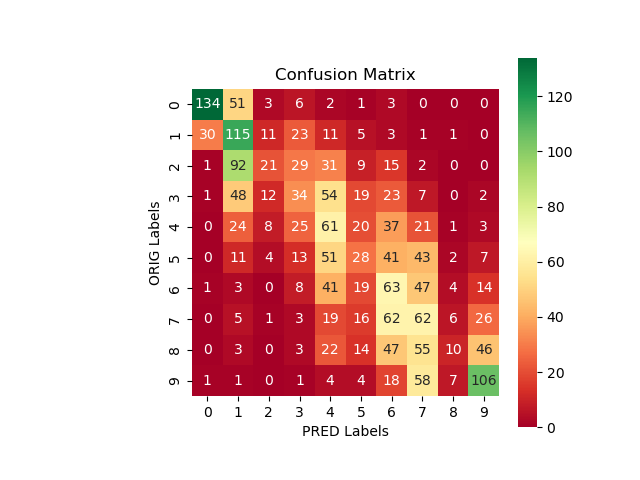 Confusion Matrix
ORIG Labels
0 134 51 3 6 2 1 3 0 0 0
1 30 115 11 23 11 5 3 1 1 0
2 1 92 21 29 31 9 15 2 0 0
3 1 48 12 34 54 19 23 7 0 2
4 0 24 8 25 61 20 37 21 1 3
5 0 11 4 13 51 28 41 43 2 7
6 1 3 0 8 41 19 63 47 4 14
7 0 5 1 3 19 16 62 62 6 26
8 0 3 0 3 22 14 47 55 10 46
9 1 1 0 1 4 4 18 58 7 106
0 1 2 3 4 5 6 7 8 9
PRED Labels
120
100
80
60
40
20
0